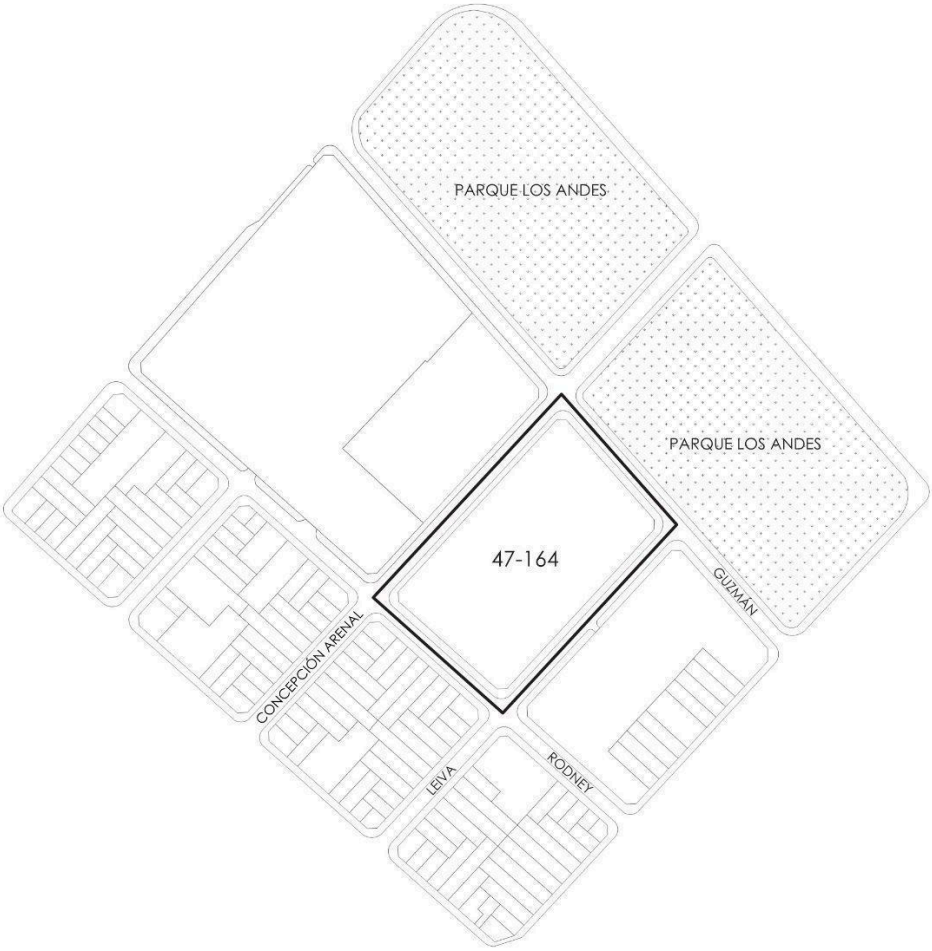 PARQUE LOS ANDES
PARQUE LOS ANDES
47-164
GUZMÁN
CONCEPCIÓN ARENAL
LEIVA
RODNEY